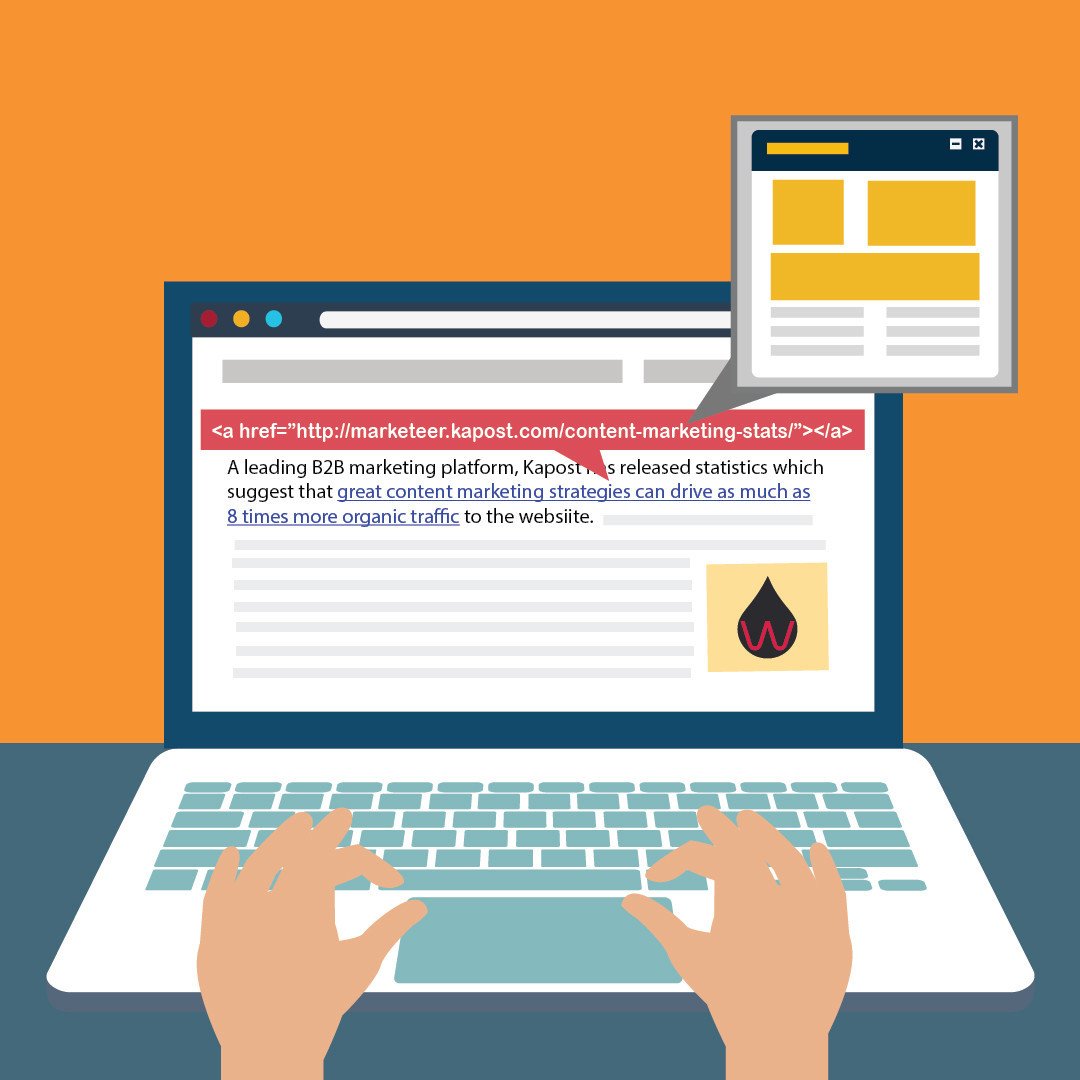 <a href=”http://marketeer.kapost.com/content-marketing-stats/”></a>
A leading B2B marketing platform, Kapost has released statistics which
suggest that great content marketing strategies can drive as much as
8 times more organic traffic to the websiite.
W